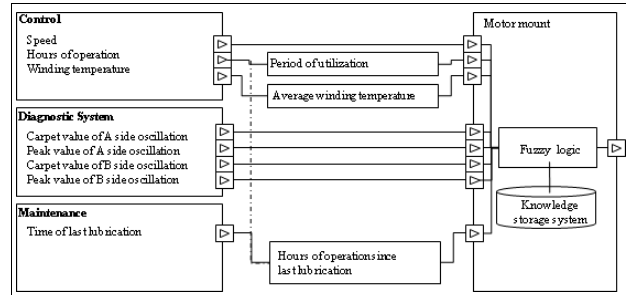 Control
Speed
Hours of operation
Winding temperature
Period of utilization
Average winding temperature
Diagnostic System
Carpet value of A side oscillation
Peak value of A side oscillation
Carpet value of B side oscillation
Peak value of B side oscillation
Maintenance
Time of last lubrication
Hours of operation since
last lubrication
Motor mount
Fuzzy logic
Knowledge
storage system